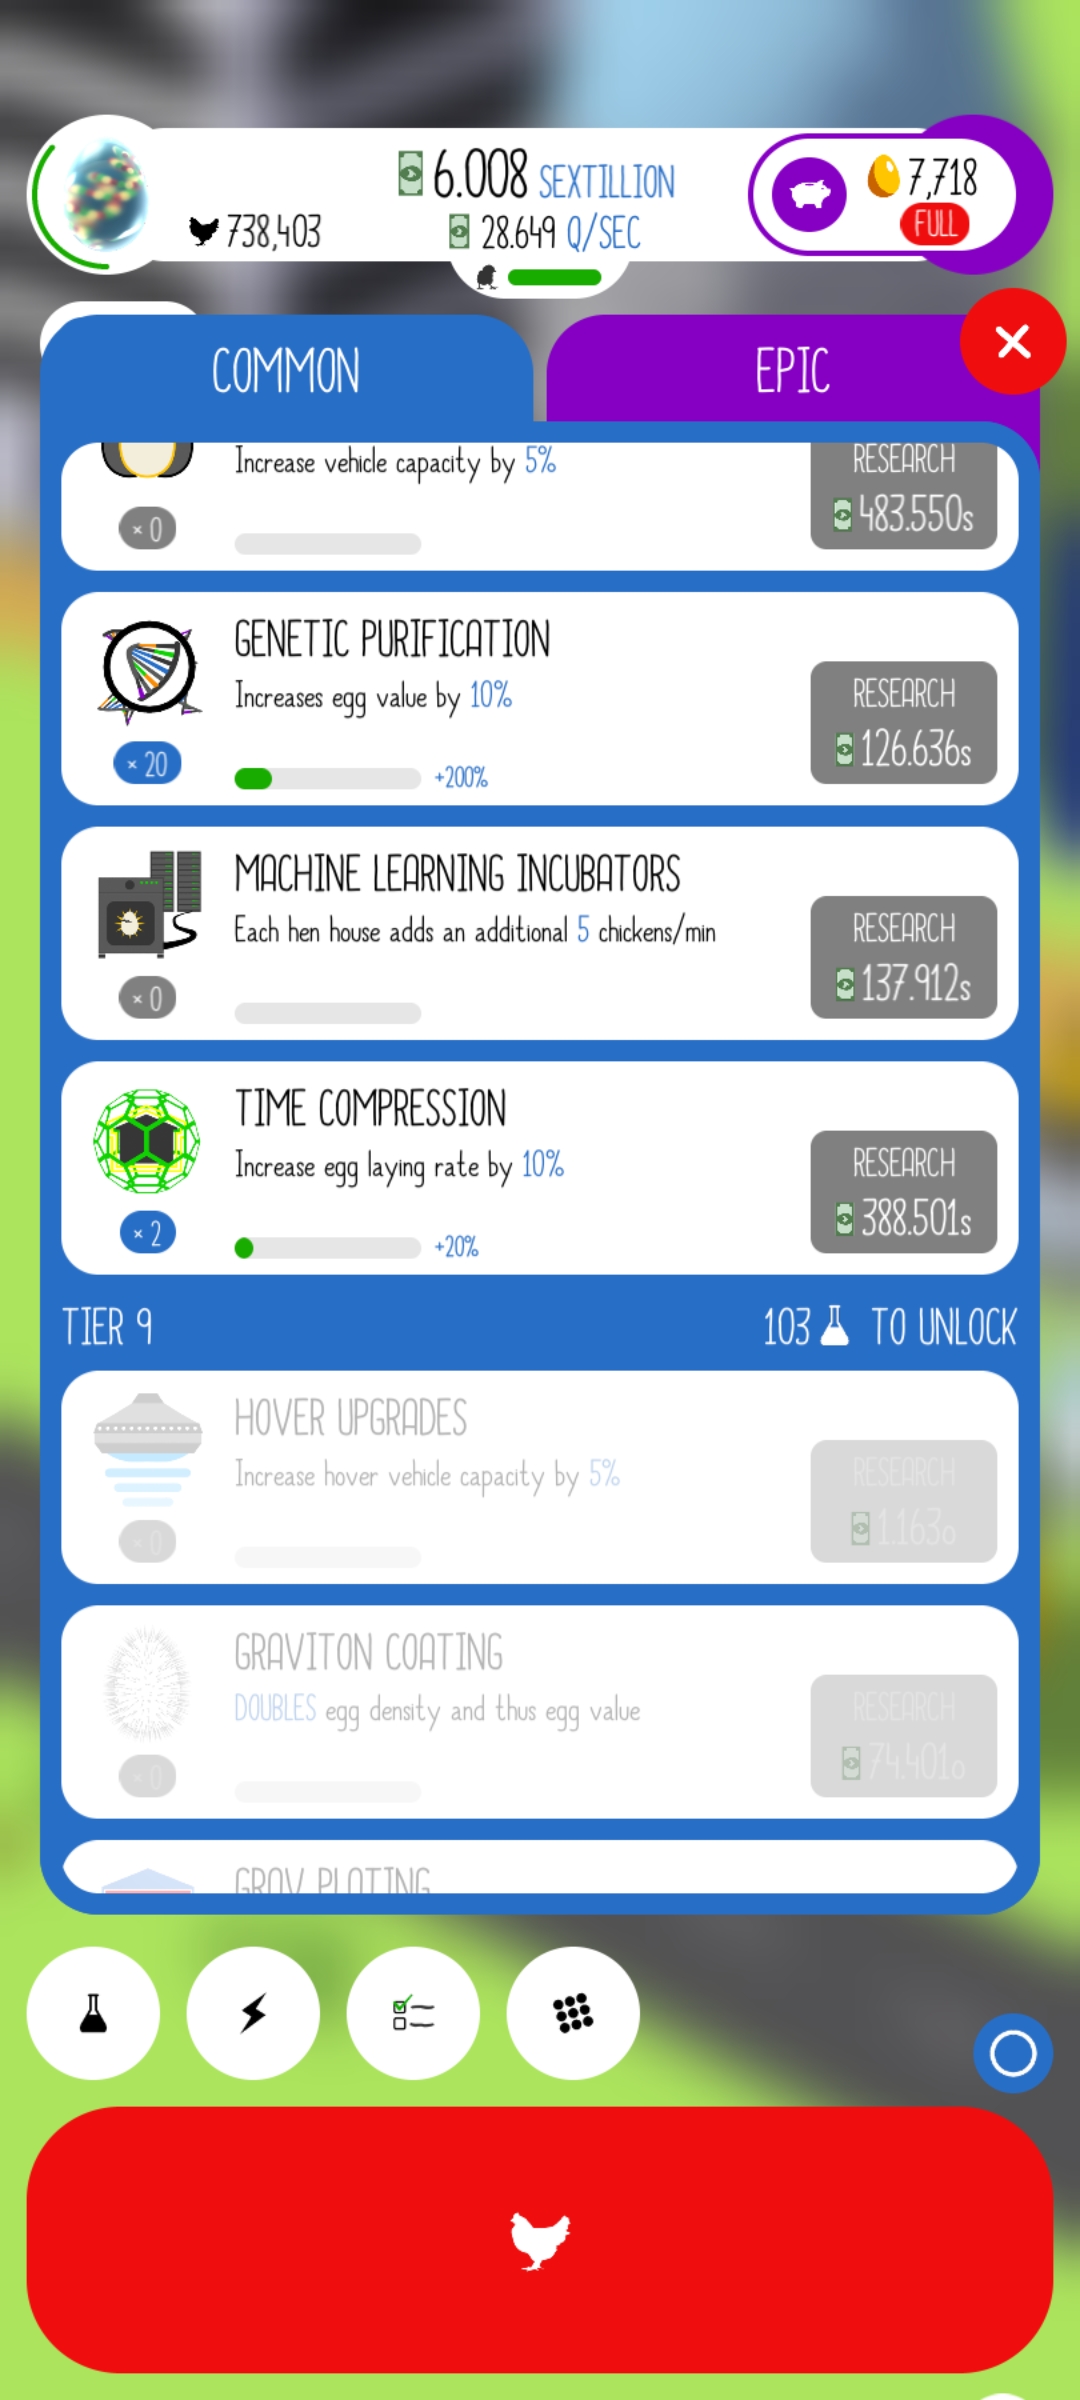 6.008 SEXTILLION
7,718
738,403
28.649 Q/SEC
FULL
COMMON
EPIC
Increase vehicle capacity by 5%
RESEARCH
483.550s
× 0
GENETIC PURIFICATION
Increases egg value by 10%
RESEARCH
126.636s
× 20
+200%
MACHINE LEARNING INCUBATORS
Each hen house adds an additional 5 chickens/min
RESEARCH
137.912s
× 0
TIME COMPRESSION
Increase egg laying rate by 10%
RESEARCH
388.501s
× 2
+20%
TIER 9
103 TO UNLOCK
HOVER UPGRADES
Increase hover vehicle capacity by 5%
RESEARCH
1.163o
× 0
GRAVITON COATING
DOUBLES egg density and thus egg value
RESEARCH
74.401o
× 0
GRAV PLATING